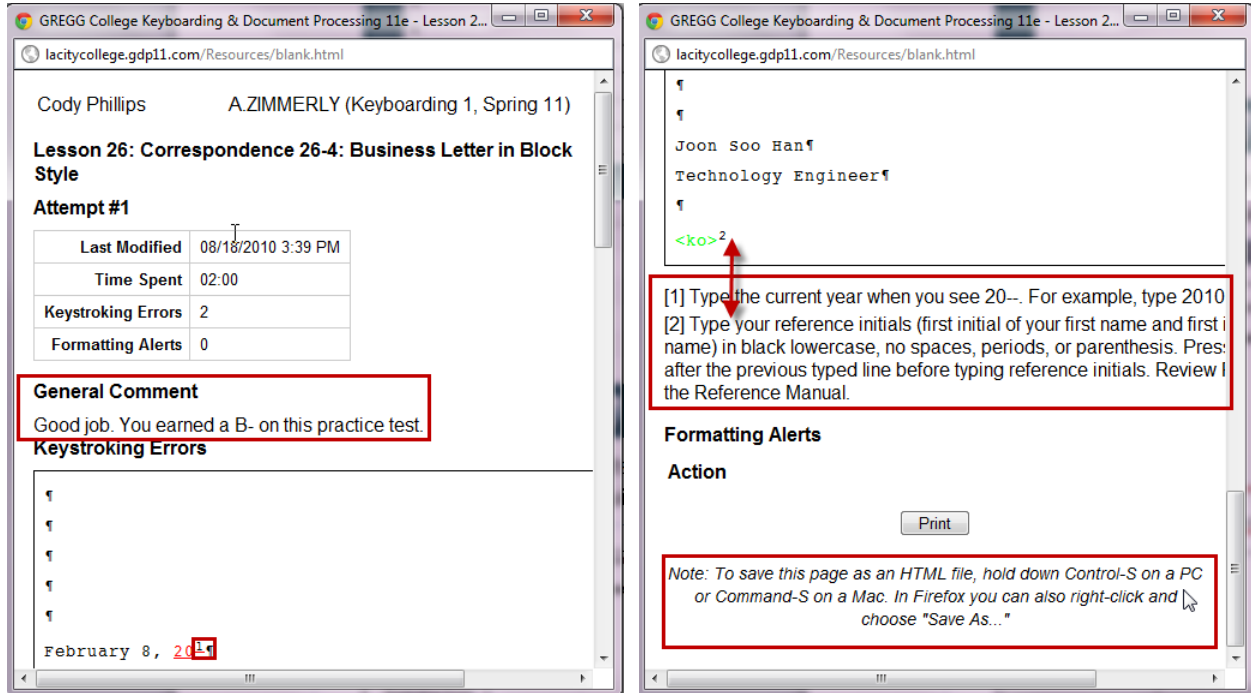 GREGG College Keyboarding & Document Processing 11e - Lesson 2...
lacitycollege.gdp11.com/Resources/blank.html
Cody Phillips A.ZIMMERLY (Keyboarding 1, Spring 11)
Lesson 26: Correspondence 26-4: Business Letter in Block
Style
Attempt #1
Last Modified 08/18/2010 3:39 PM
Time Spent 02:00
Keystroking Errors 2
Formatting Alerts 0
General Comment
Good job. You earned a B- on this practice test.
Keystroking Errors
¶
¶
¶
¶
¶
February 8, 20 1¶
GREGG College Keyboarding & Document Processing 11e - Lesson 2...
lacitycollege.gdp11.com/Resources/blank.html
¶
¶
Joon Soo Han¶
Technology Engineer¶
¶
<ko>2
[1] Type the current year when you see 20--. For example, type 2010
[2] Type your reference initials (first initial of your first name and first i
name) in black lowercase, no spaces, periods, or parenthesis. Press
after the previous typed line before typing reference initials. Review
the Reference Manual.
Formatting Alerts
Action
Print
Note: To save this page as an HTML file, hold down Control-S on a PC
or Command-S on a Mac. In Firefox you can also right-click and
choose "Save As..."